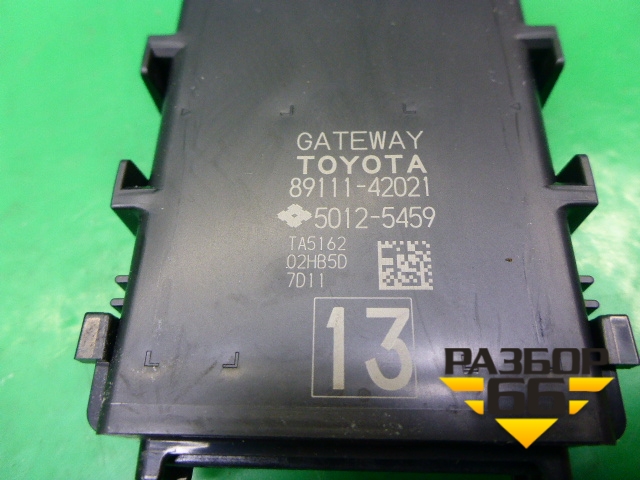 GATEWAY
TOYOTA
89111-42021
5012-5459
TA5162
02HB5D
7D11
13
РАЗБОР
66